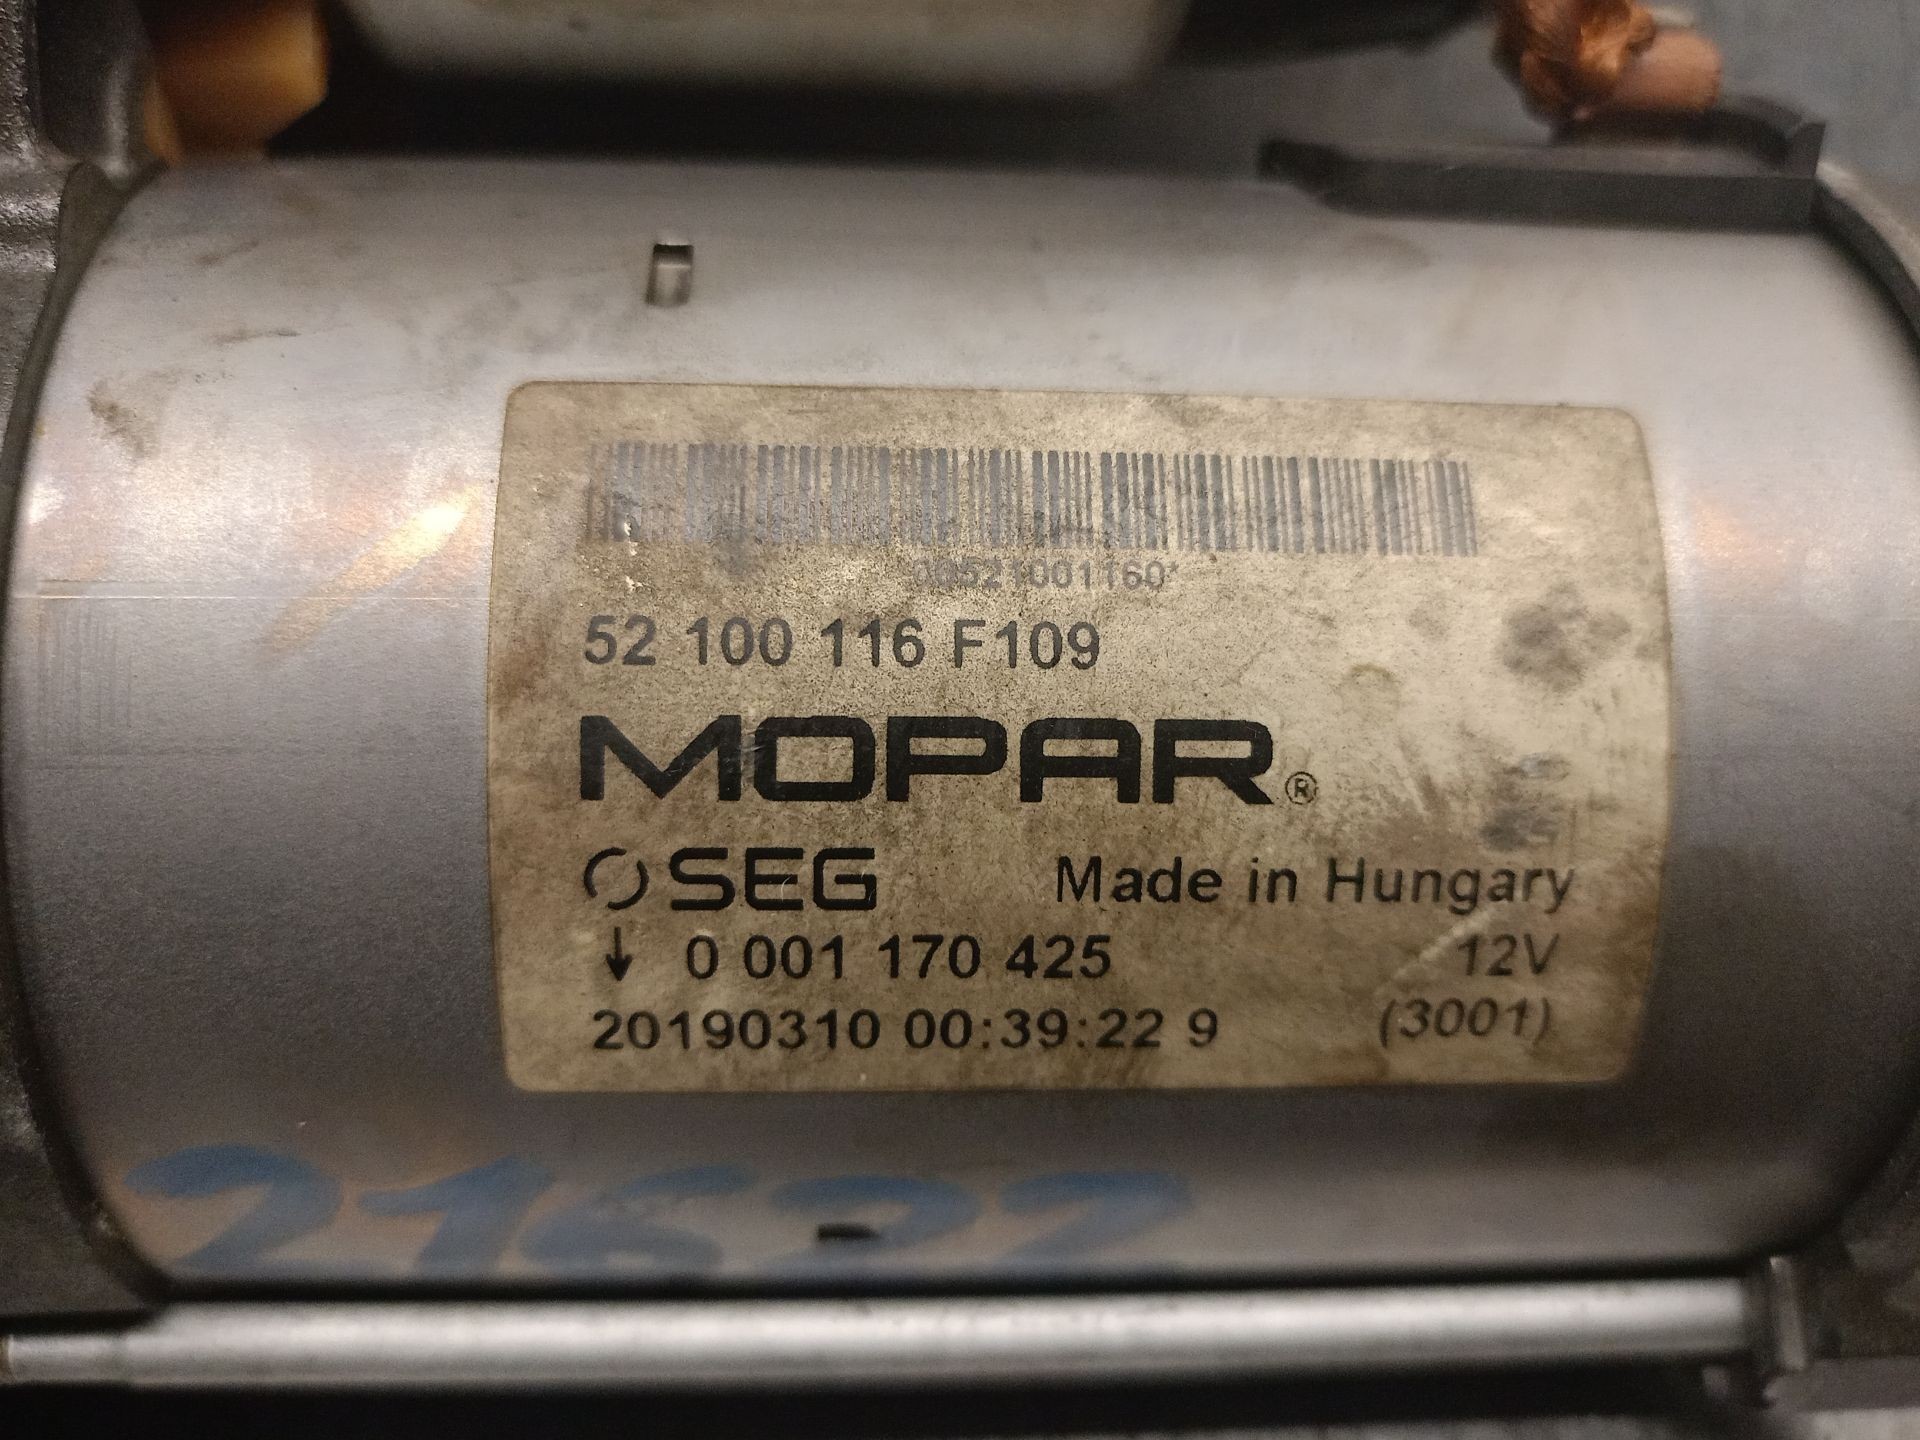 00521001160*
52 100 116 F109
MOPAR®
SEG Made in Hungary
↓ 0 001 170 425 12V
20190310 00:39:22 9 (3001)
21622